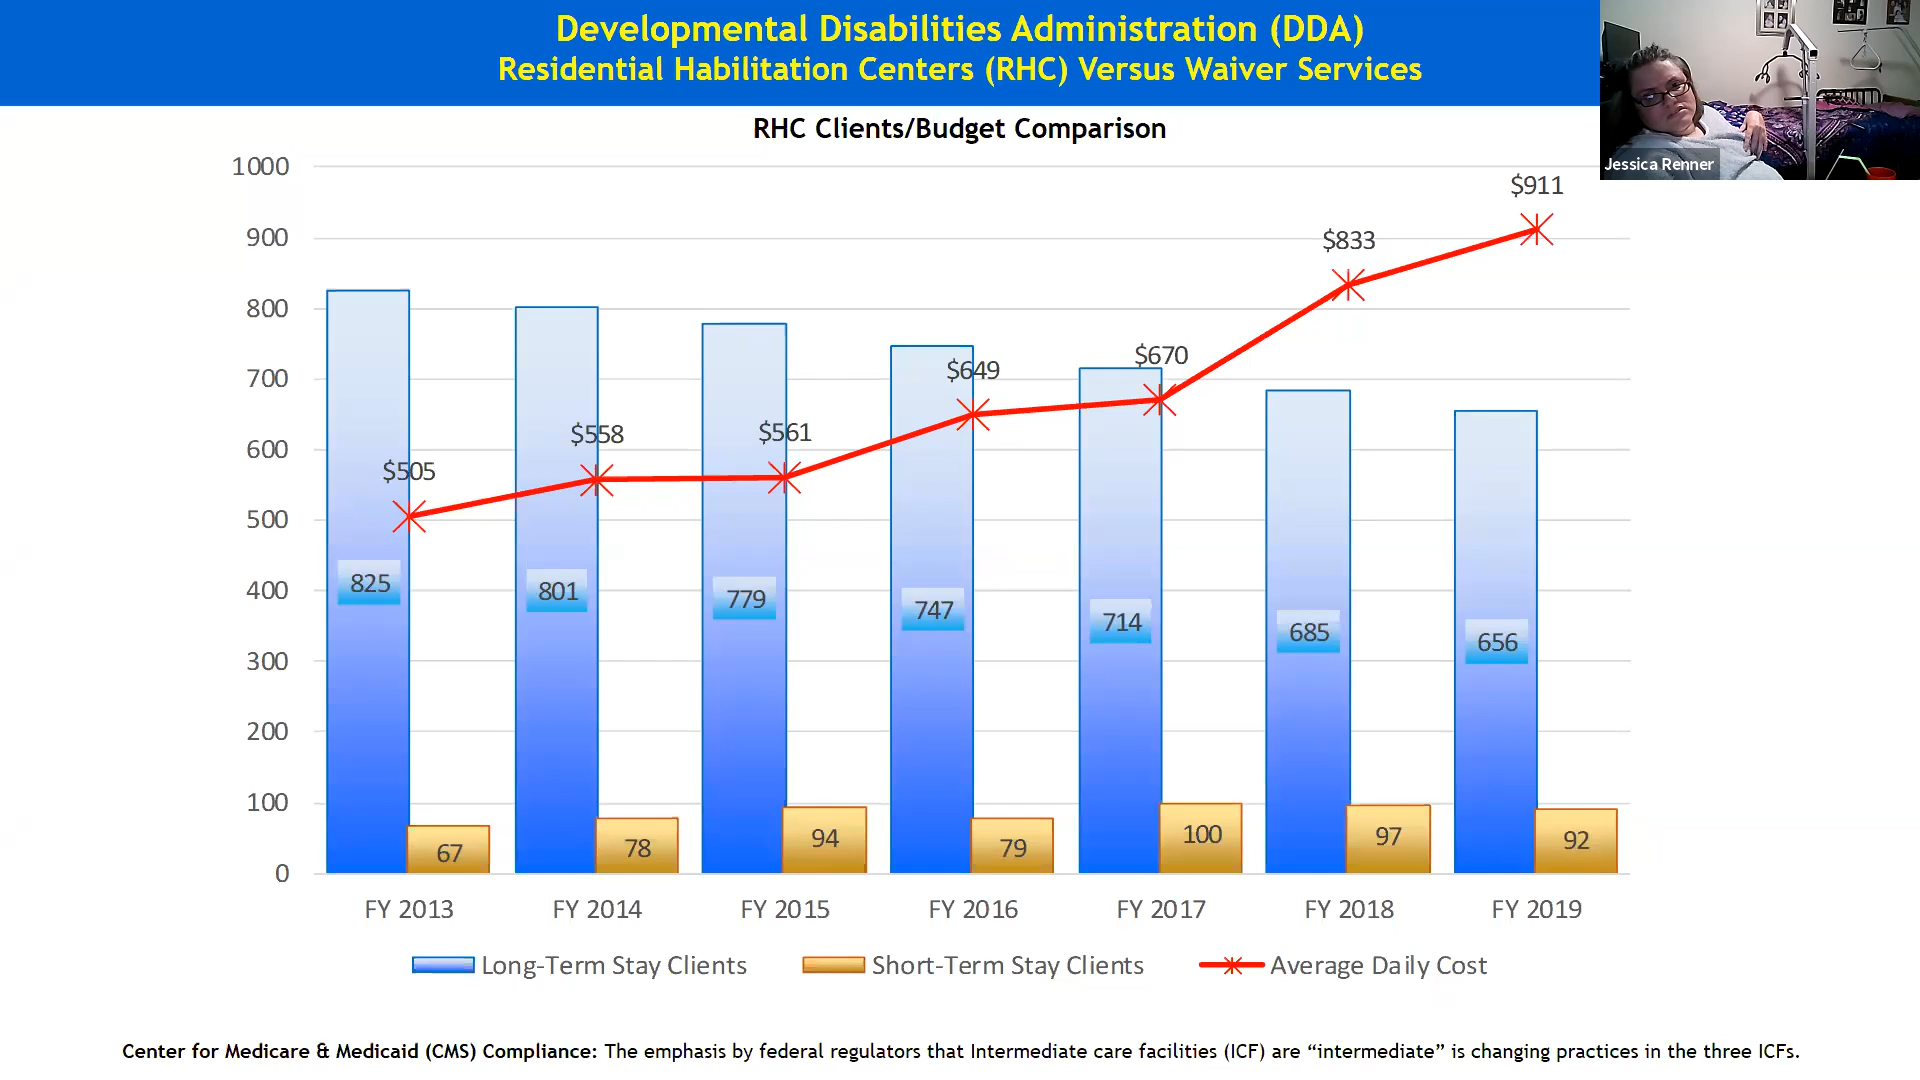 Developmental Disabilities Administration (DDA)
Residential Habilitation Centers (RHC) Versus Waiver Services
Jessica Renner
RHC Clients/Budget Comparison
1000
900
800
700
600
500
400
300
200
100
0
$505
$558
$561
$649
$670
$833
$911
825
801
779
747
714
685
656
67
78
94
79
100
97
92
FY 2013
FY 2014
FY 2015
FY 2016
FY 2017
FY 2018
FY 2019
Long-Term Stay Clients
Short-Term Stay Clients
Average Daily Cost
Center for Medicare & Medicaid (CMS) Compliance: The emphasis by federal regulators that Intermediate care facilities (ICF) are “intermediate” is changing practices in the three ICFs.